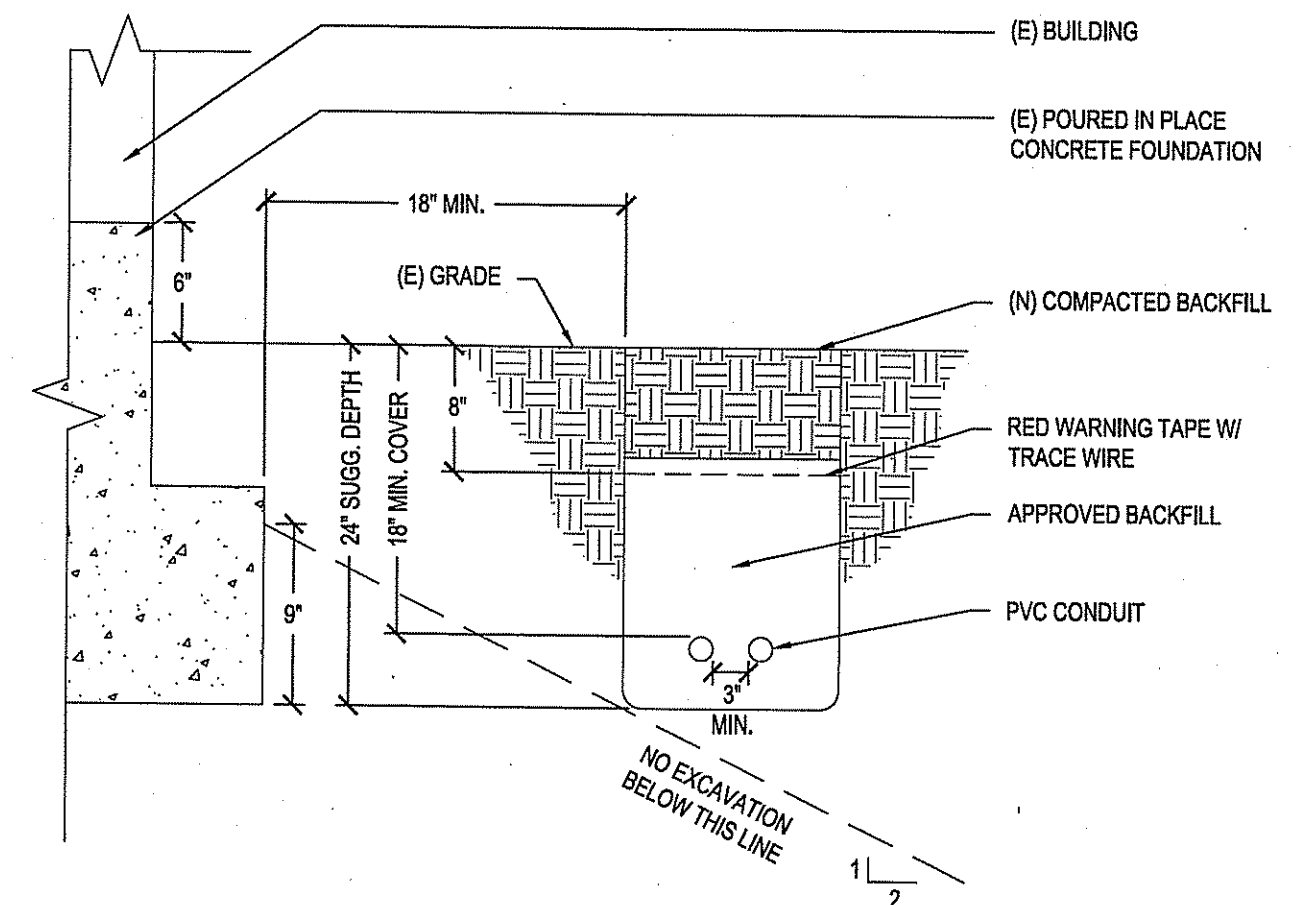 (E) BUILDING
(E) POURED IN PLACE
CONCRETE FOUNDATION
18" MIN.
6"
(E) GRADE
(N) COMPACTED BACKFILL
24" SUGG. DEPTH
18" MIN. COVER
8"
RED WARNING TAPE W/
TRACE WIRE
APPROVED BACKFILL
9"
PVC CONDUIT
3"
MIN.
NO EXCAVATION
BELOW THIS LINE
1
2